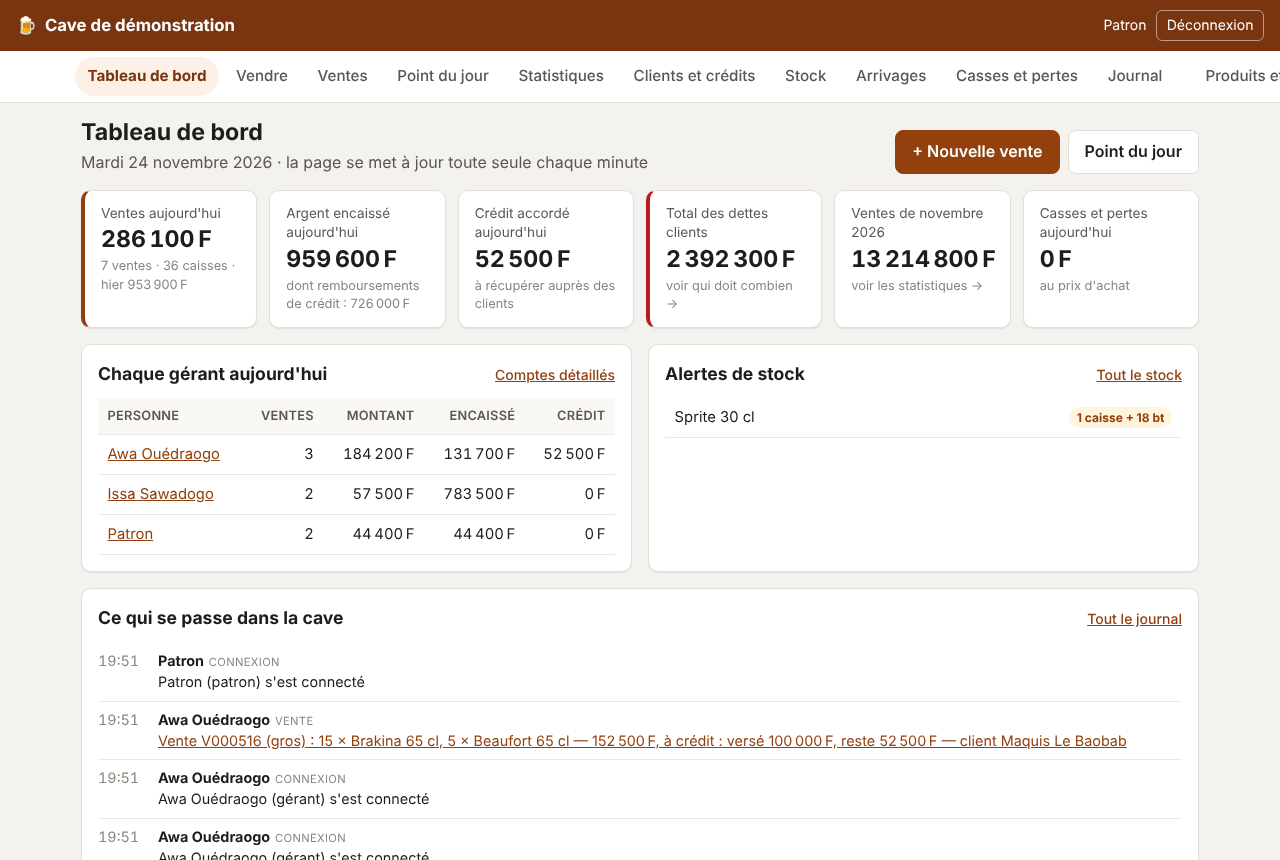 🍺 Cave de démonstration
Patron Déconnexion
Tableau de bord Vendre Ventes Point du jour Statistiques Clients et crédits Stock Arrivages Casses et pertes Journal Produits et
Tableau de bord
Mardi 24 novembre 2026 · la page se met à jour toute seule chaque minute
+ Nouvelle vente
Point du jour
Ventes aujourd'hui
286 100 F
7 ventes · 36 caisses ·
hier 953 900 F
Argent encaissé
aujourd'hui
959 600 F
dont remboursements
de crédit : 726 000 F
Crédit accordé
aujourd'hui
52 500 F
à récupérer auprès des
clients
Total des dettes
clients
2 392 300 F
voir qui doit combien
→
Ventes de novembre
2026
13 214 800 F
voir les statistiques →
Casses et pertes
aujourd'hui
0 F
au prix d'achat
Chaque gérant aujourd'hui
Comptes détaillés
PERSONNE VENTES MONTANT ENCAISSÉ CRÉDIT
Awa Ouédraogo 3 184 200 F 131 700 F 52 500 F
Issa Sawadogo 2 57 500 F 783 500 F 0 F
Patron 2 44 400 F 44 400 F 0 F
Alertes de stock
Tout le stock
Sprite 30 cl 1 caisse + 18 bt
Ce qui se passe dans la cave
Tout le journal
19:51 Patron CONNEXION
Patron (patron) s'est connecté
19:51 Awa Ouédraogo VENTE
Vente V000516 (gros) : 15 × Brakina 65 cl, 5 × Beaufort 65 cl — 152 500 F, à crédit : versé 100 000 F, reste 52 500 F — client Maquis Le Baobab
19:51 Awa Ouédraogo CONNEXION
Awa Ouédraogo (gérant) s'est connecté
19:51 Awa Ouédraogo CONNEXION
Awa Ouédraogo (gérant) s'est connecté